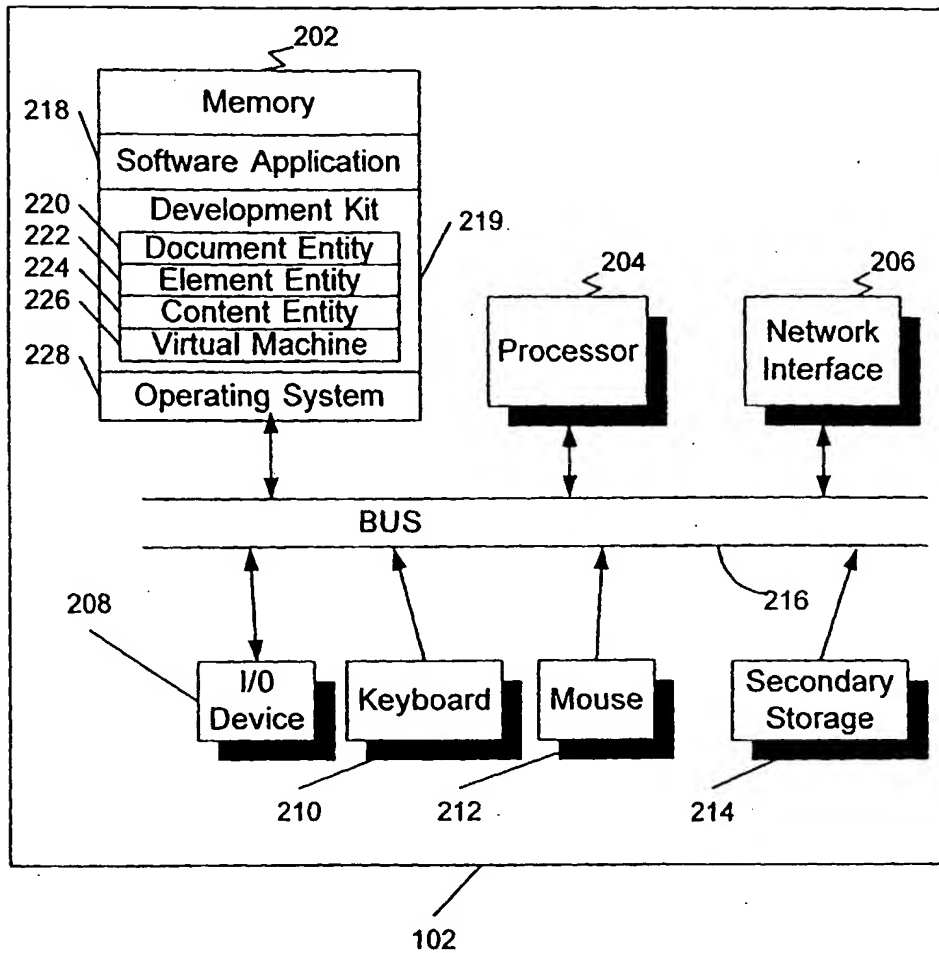 202
Memory
218
Software Application
Development Kit
220
Document Entity
219
222
Element Entity
224
Content Entity
226
Virtual Machine
228
Operating System
204
Processor
206
Network
Interface
BUS
216
208
I/0
Device
Keyboard
Mouse
Secondary
Storage
210
212
214
102